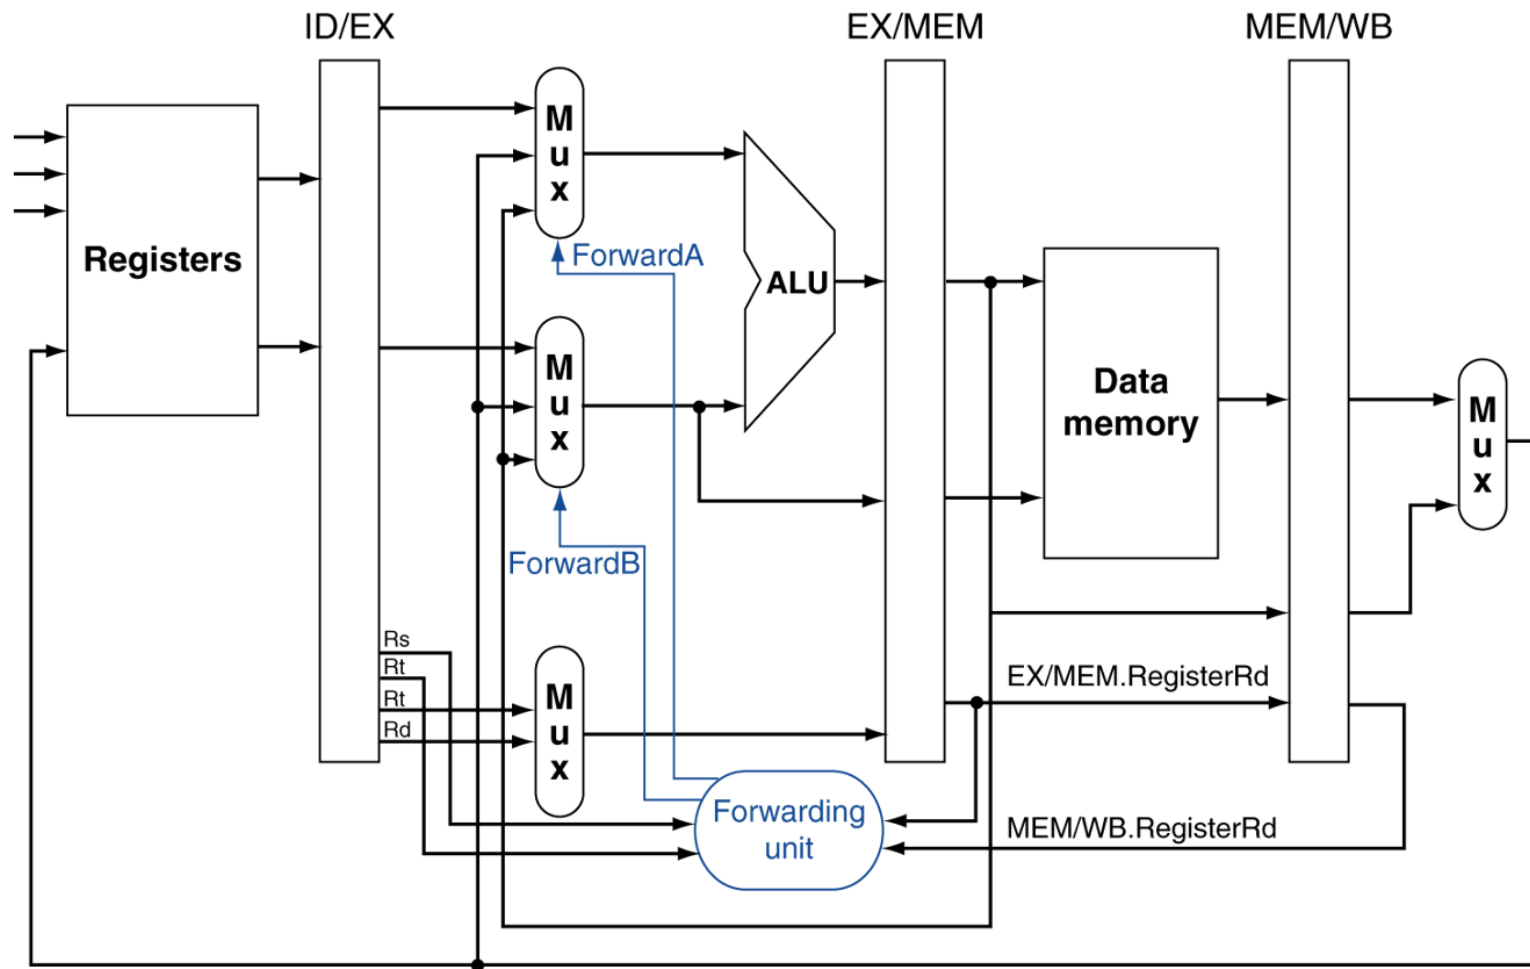 ID/EX
EX/MEM
MEM/WB
M
u
x
Registers
ForwardA
ALU
M
u
x
Data
memory
M
u
x
ForwardB
Rs
Rt
Rt
Rd
M
u
x
EX/MEM.RegisterRd
Forwarding
unit
MEM/WB.RegisterRd